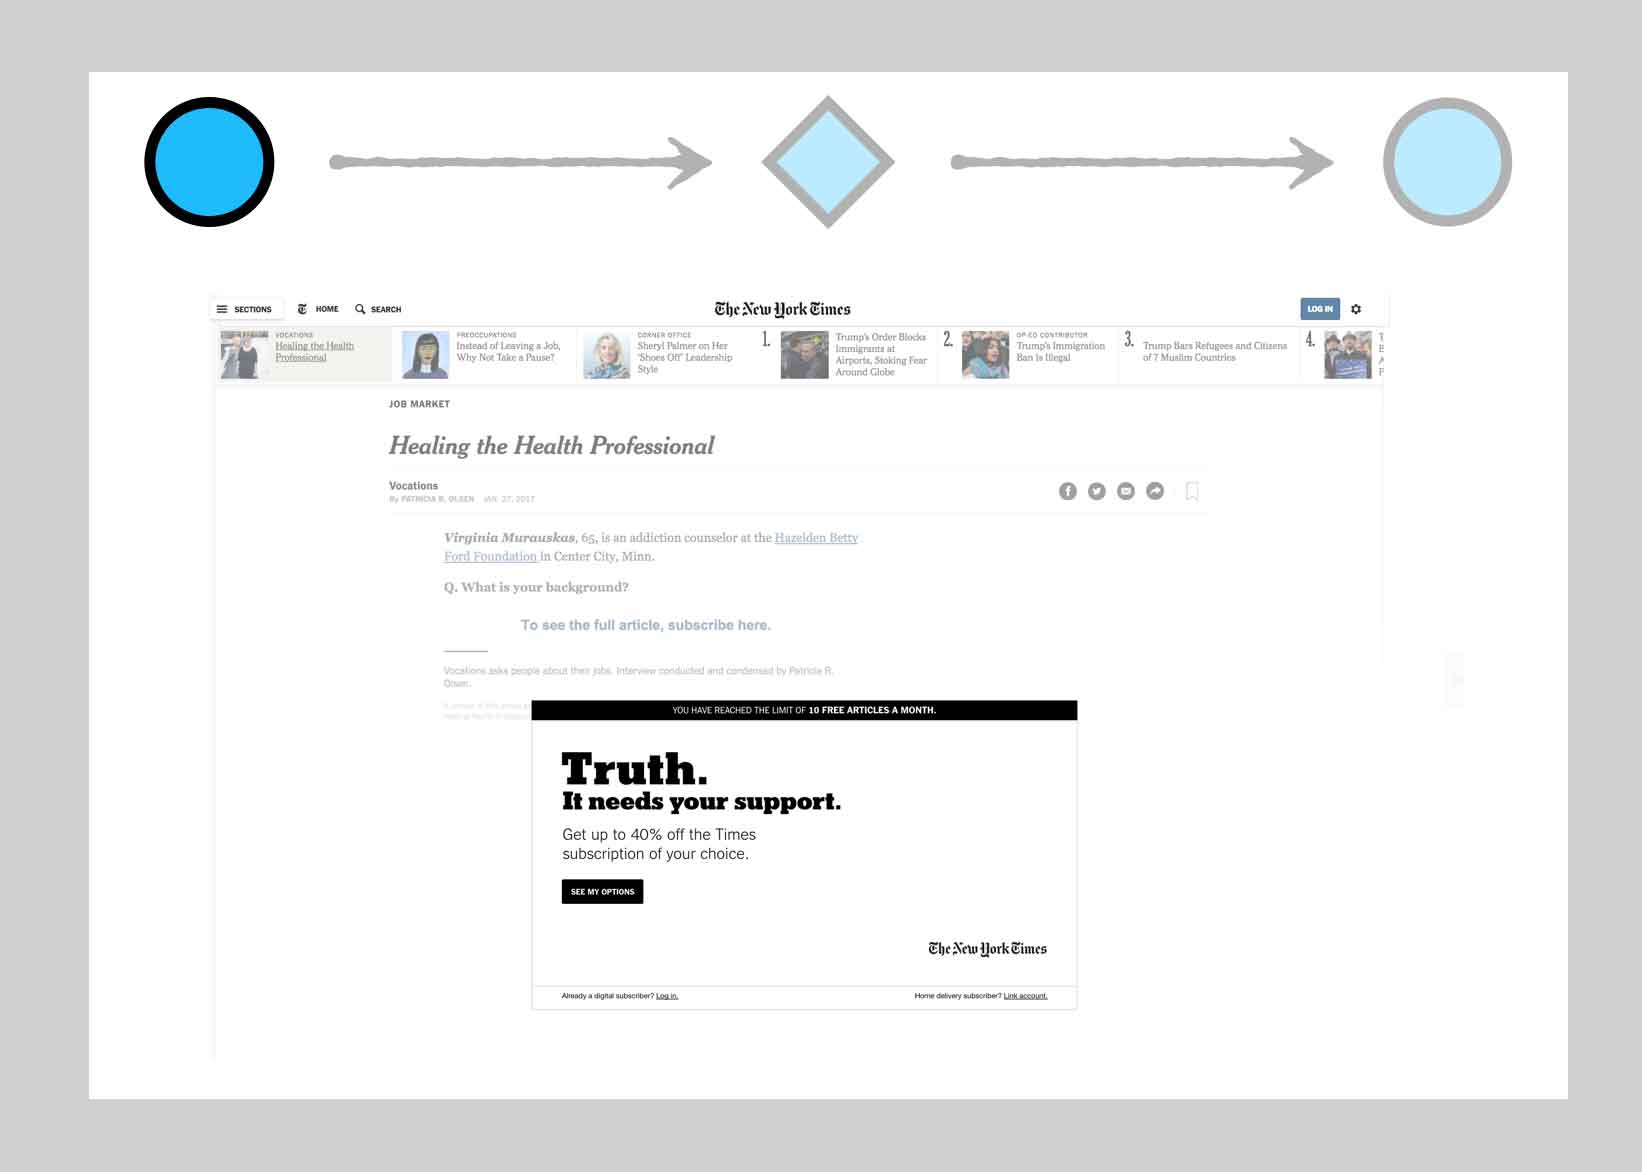 SECTIONS HOME SEARCH The New York Times LOG IN
VOCATIONS
Healing the Health
Professional
PREOCCUPATIONS
Instead of Leaving a Job,
Why Not Take a Pause?
CORNER OFFICE
Sheryl Palmer on Her
'Shoes Off' Leadership
Style
1.
Trump's Order Blocks
Immigrants at
Airports, Stoking Fear
Around Globe
2.
OP-ED CONTRIBUTOR
Trump's Immigration
Ban Is Illegal
3.
Trump Bars Refugees and Citizens
of 7 Muslim Countries
4.
JOB MARKET
Healing the Health Professional
Vocations
By PATRICIA R. OLSEN JAN. 27, 2017
Virginia Murauskas, 65, is an addiction counselor at the Hazelden Betty
Ford Foundation in Center City, Minn.
Q. What is your background?
To see the full article, subscribe here.
Vocations asks people about their jobs. Interview conducted and condensed by Patricia R.
Olsen.
YOU HAVE REACHED THE LIMIT OF 10 FREE ARTICLES A MONTH.
Truth.
It needs your support.
Get up to 40% off the Times
subscription of your choice.
SEE MY OPTIONS
The New York Times
Already a digital subscriber? Log in. Home delivery subscriber? Link account.